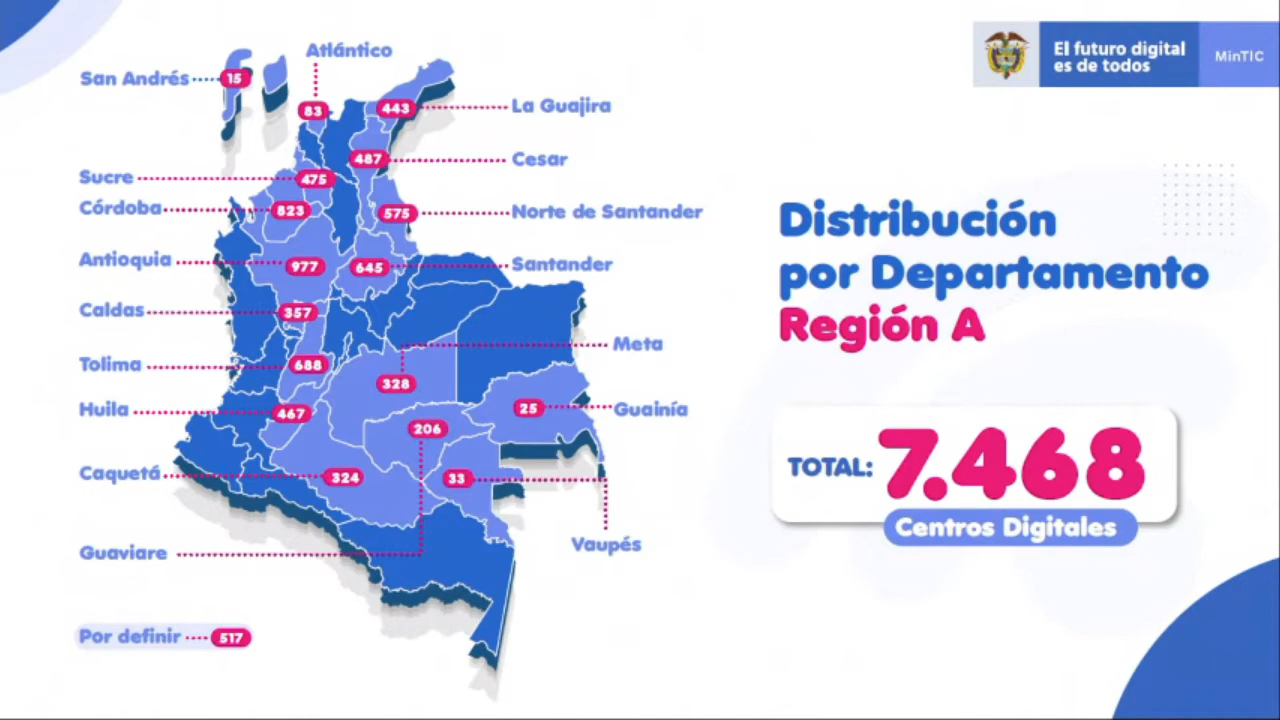 El futuro digital
es de todos
MinTIC
Atlántico
San Andrés 15
83
443 La Guajira
487 Cesar
Sucre 475
Córdoba 823
575 Norte de Santander
Antioquia 977
645 Santander
Caldas 357
Meta
Tolima 688
328
Huila 467
25 Guainía
206
Caquetá 324
33
Vaupés
Guaviare
Por definir 517
Distribución
por Departamento
Región A
TOTAL: 7.468
Centros Digitales